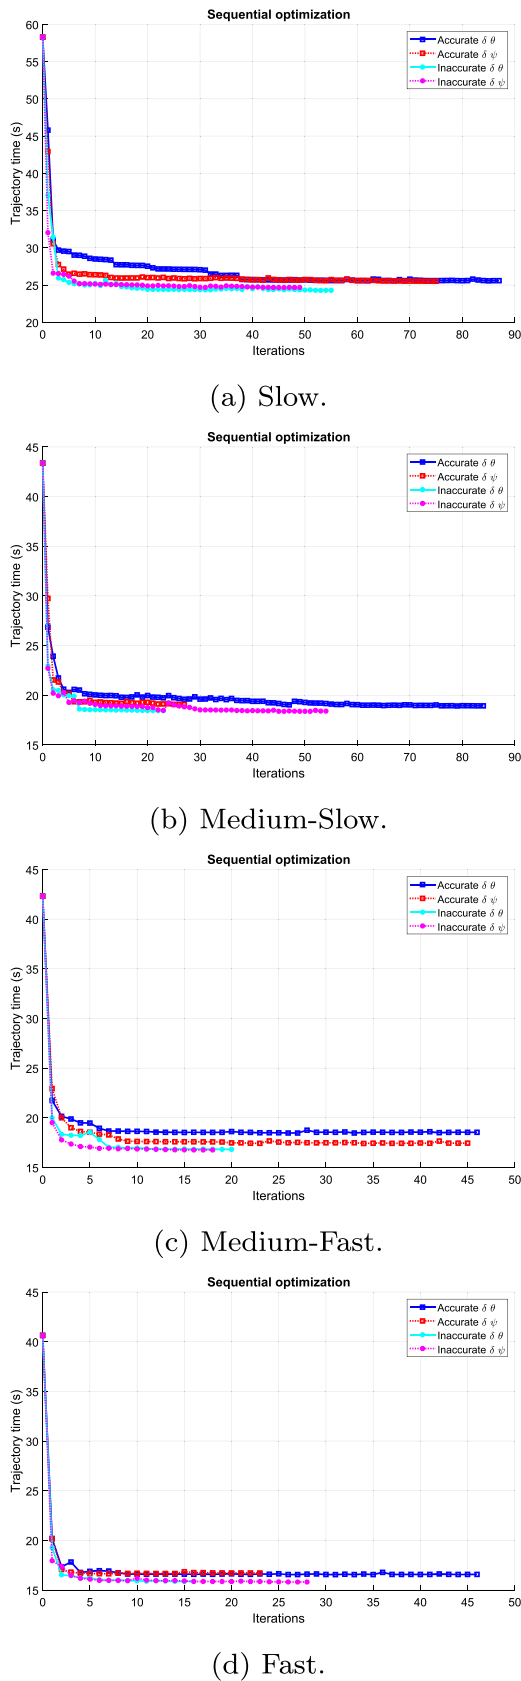 Sequential optimization
60
55
50
45
40
35
30
25
20
Trajectory time (s)
Accurate δ θ
Accurate δ ψ
Inaccurate δ θ
Inaccurate δ ψ
0 10 20 30 40 50 60 70 80 90
Iterations
(a) Slow.
Sequential optimization
45
40
35
30
25
20
15
Trajectory time (s)
Accurate δ θ
Accurate δ ψ
Inaccurate δ θ
Inaccurate δ ψ
0 10 20 30 40 50 60 70 80 90
Iterations
(b) Medium-Slow.
Sequential optimization
45
40
35
30
25
20
15
Trajectory time (s)
Accurate δ θ
Accurate δ ψ
Inaccurate δ θ
Inaccurate δ ψ
0 5 10 15 20 25 30 35 40 45 50
Iterations
(c) Medium-Fast.
Sequential optimization
45
40
35
30
25
20
15
Trajectory time (s)
Accurate δ θ
Accurate δ ψ
Inaccurate δ θ
Inaccurate δ ψ
0 5 10 15 20 25 30 35 40 45 50
Iterations
(d) Fast.